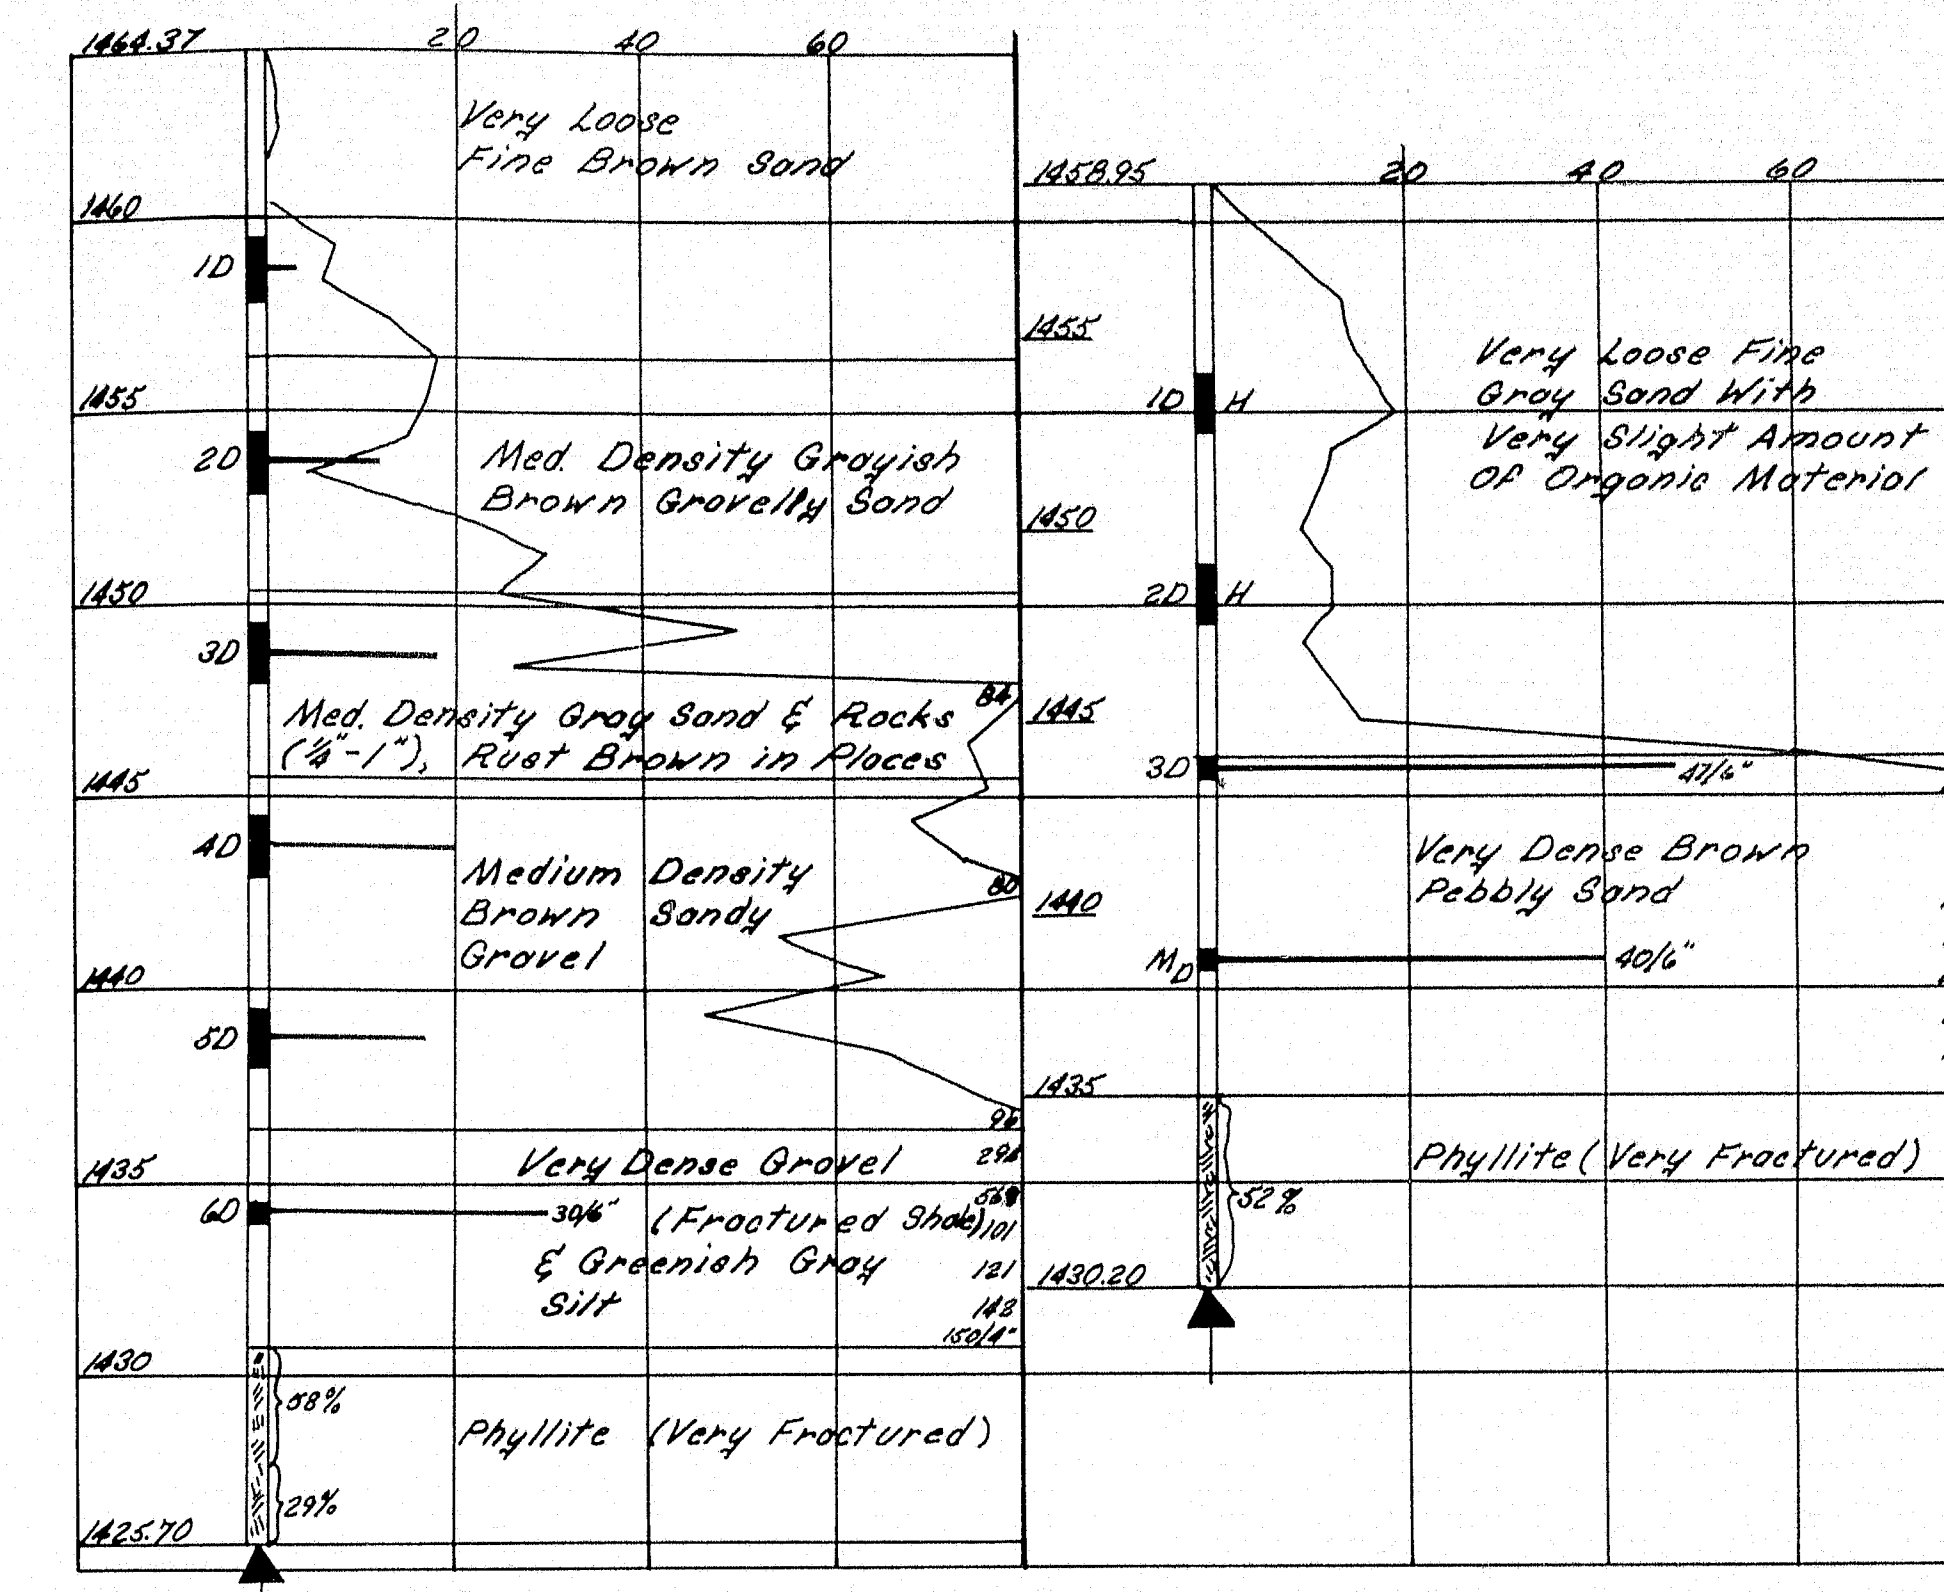 1464.37 20 40 60
Very Loose
Fine Brown Sand
1460
1D
1455
2D
Med. Density Grayish
Brown Gravelly Sand
1450
3D
84
Med. Density Gray Sand & Rocks
(¼"-1"), Rust Brown in Places
1445
4D
Medium Density
Brown Sandy
Gravel
80
1440
5D
96
Very Dense Gravel
1435
6D
30/6" (Fractured Shale)
101
& Greenish Gray
121
Silt
148
150/4"
1430
58%
Phyllite (Very Fractured)
29%
1425.70
1458.95 20 40 60
1455
Very Loose Fine
Gray Sand With
Very Slight Amount
Of Organic Material
1D H
1450
2D H
1445
3D 47/6"
Very Dense Brown
Pebbly Sand
1440
MD 40/6"
1435
Phyllite (Very Fractured)
52%
1430.20